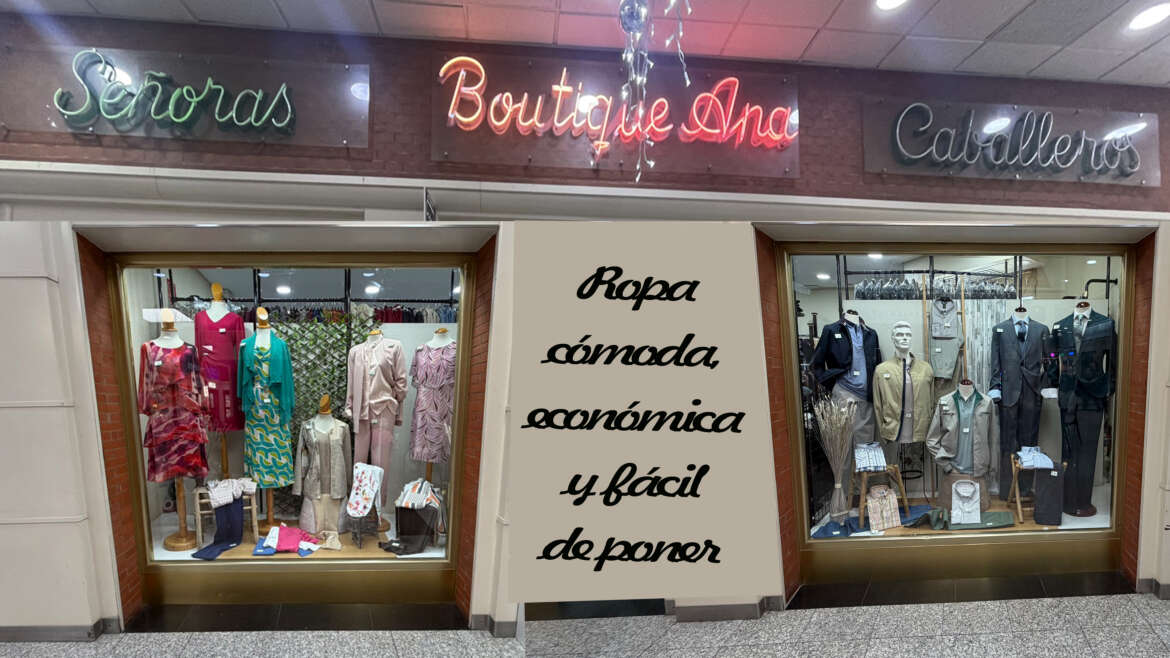 Señoras
Boutique Ana
Caballeros
Ropa
cómoda,
económica
y fácil
de poner